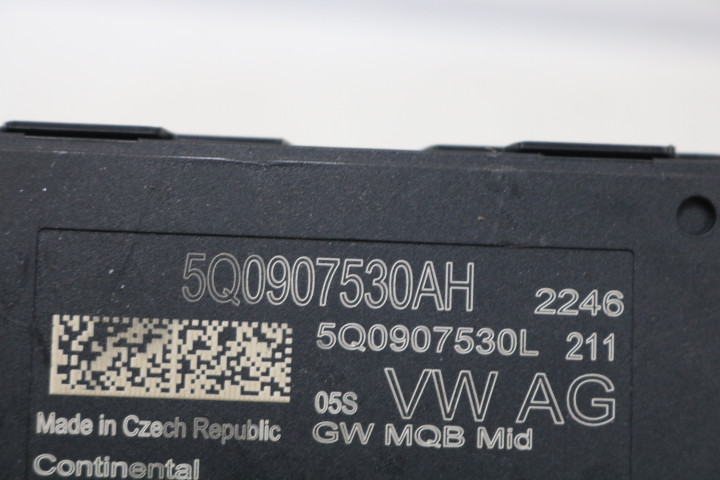 5Q0907530AH 2246
5Q0907530L 211
05S VW AG
Made in Czech Republic GW MQB Mid
Continental